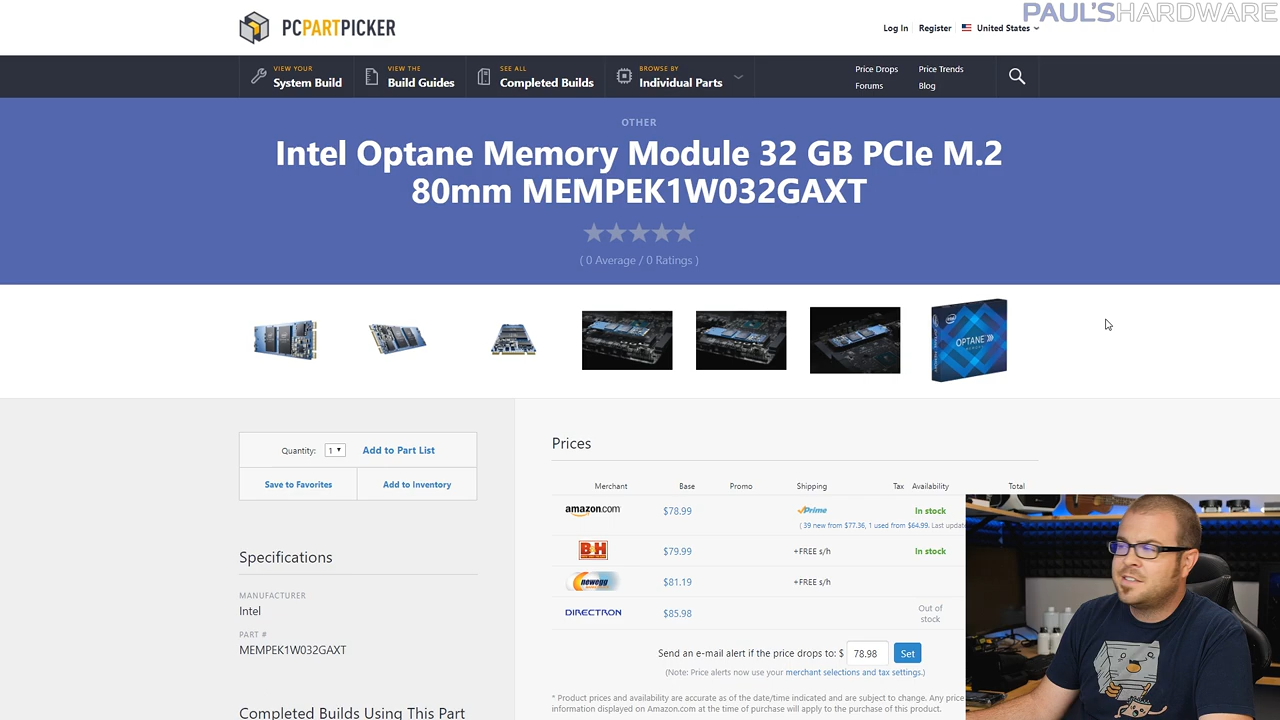 PAUL'SHARDWARE
PCPARTPICKER
Log In Register United States
VIEW YOUR
System Build
VIEW THE
Build Guides
SEE ALL
Completed Builds
BROWSE BY
Individual Parts
Price Drops Price Trends
Forums Blog
OTHER
Intel Optane Memory Module 32 GB PCIe M.2
80mm MEMPEK1W032GAXT
( 0 Average / 0 Ratings )
OPTANE
Quantity: 1 Add to Part List
Save to Favorites Add to Inventory
Specifications
MANUFACTURER
Intel
PART #
MEMPEK1W032GAXT
Completed Builds Using This Part
Prices
Merchant Base Promo Shipping Tax Availability Total
amazon.com $78.99 Prime In stock
( 39 new from $77.36, 1 used from $64.99. Last upda
B&H $79.99 +FREE s/h In stock
newegg $81.19 +FREE s/h
DIRECTRON $85.98 Out of
stock
Send an e-mail alert if the price drops to: $ 78.98 Set
(Note: Price alerts now use your merchant selections and tax settings.)
* Product prices and availability are accurate as of the date/time indicated and are subject to change. Any price
information displayed on Amazon.com at the time of purchase will apply to the purchase of this product.